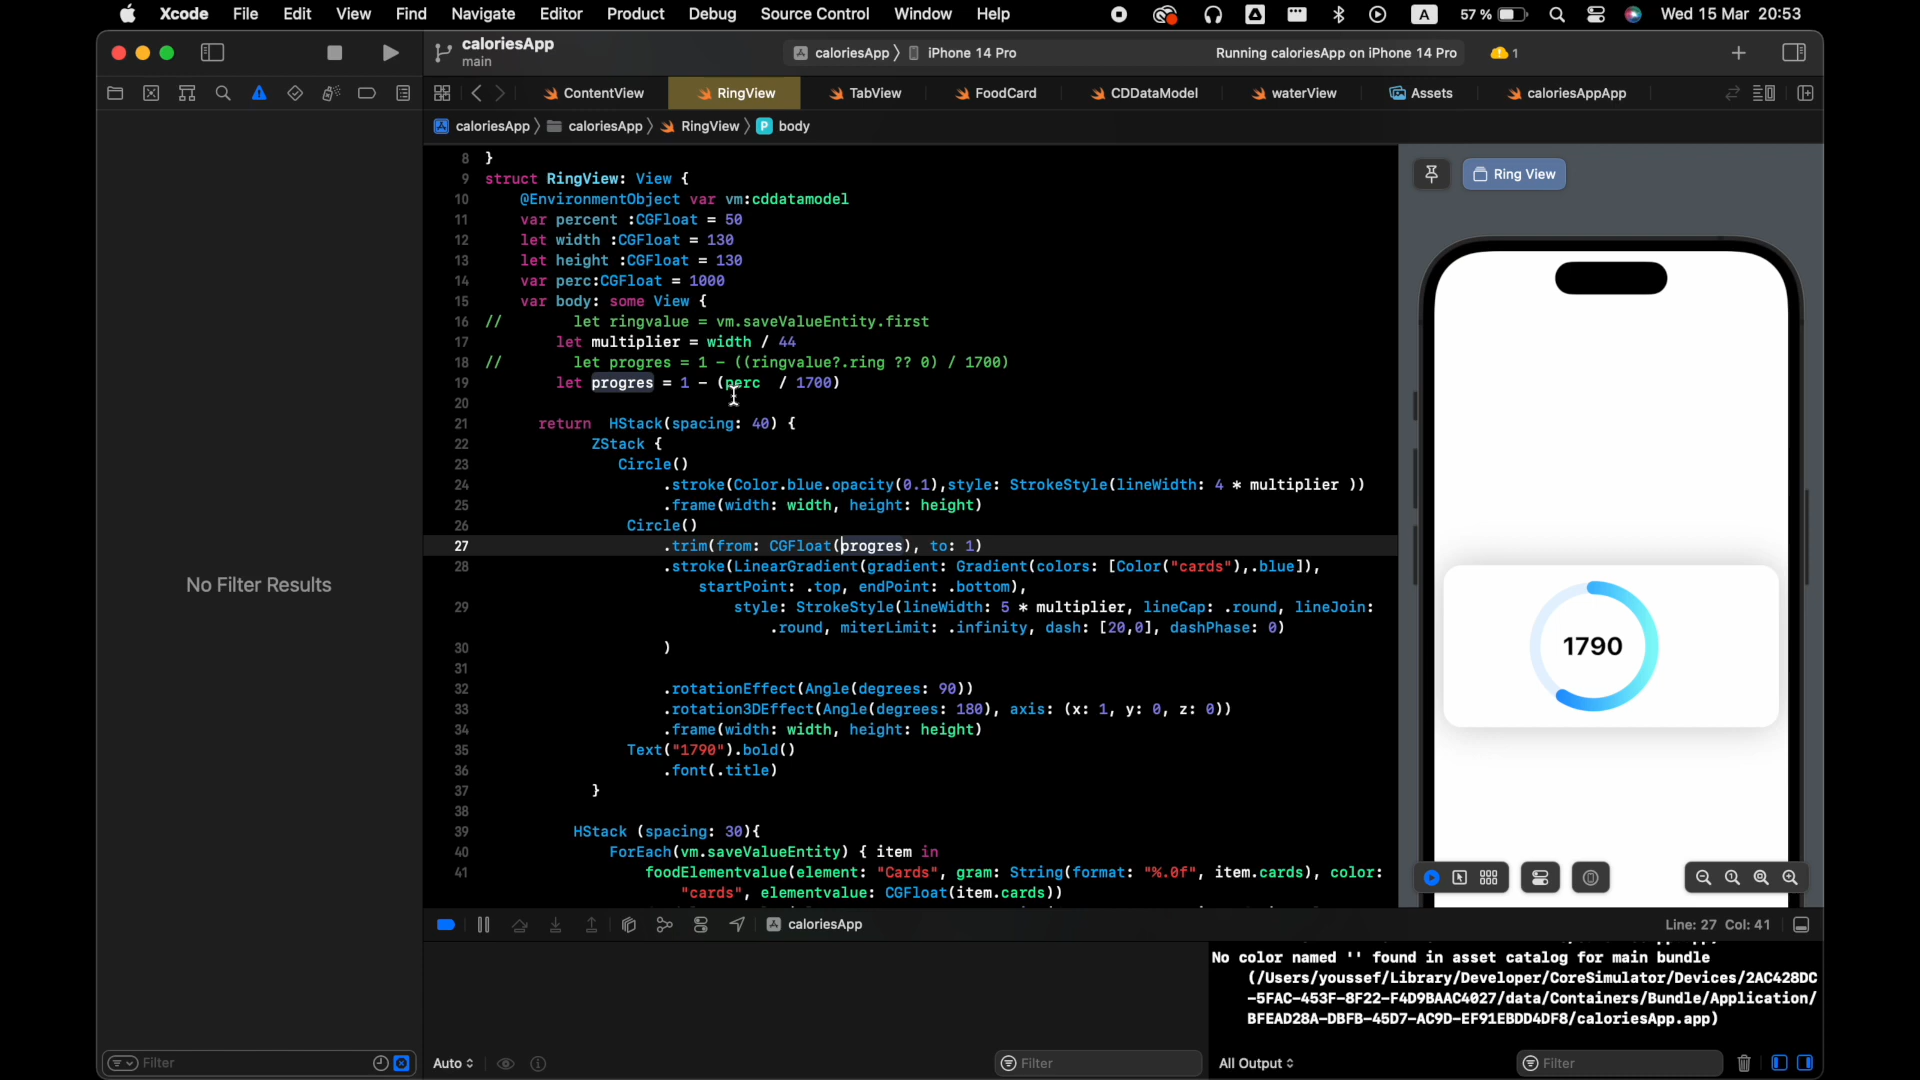 Xcode File Edit View Find Navigate Editor Product Debug Source Control Window Help A 57 % Wed 15 Mar 20:53
caloriesApp
main
caloriesApp iPhone 14 Pro Running caloriesApp on iPhone 14 Pro 1
ContentView RingView TabView FoodCard CDDataModel waterView Assets caloriesAppApp
caloriesApp caloriesApp RingView P body
8 }
9 struct RingView: View {
10 @EnvironmentObject var vm:cddatamodel
11 var percent :CGFloat = 50
12 let width :CGFloat = 130
13 let height :CGFloat = 130
14 var perc:CGFloat = 1000
15 var body: some View {
16 // let ringvalue = vm.saveValueEntity.first
17 let multiplier = width / 44
18 // let progres = 1 - ((ringvalue?.ring ?? 0) / 1700)
19 let progres = 1 - (perc / 1700)
20
21 return HStack(spacing: 40) {
22 ZStack {
23 Circle()
24 .stroke(Color.blue.opacity(0.1),style: StrokeStyle(lineWidth: 4 * multiplier ))
25 .frame(width: width, height: height)
26 Circle()
27 .trim(from: CGFloat(progres), to: 1)
28 .stroke(LinearGradient(gradient: Gradient(colors: [Color("cards"),.blue]),
startPoint: .top, endPoint: .bottom),
29 style: StrokeStyle(lineWidth: 5 * multiplier, lineCap: .round, lineJoin:
.round, miterLimit: .infinity, dash: [20,0], dashPhase: 0)
30 )
31
32 .rotationEffect(Angle(degrees: 90))
33 .rotation3DEffect(Angle(degrees: 180), axis: (x: 1, y: 0, z: 0))
34 .frame(width: width, height: height)
35 Text("1790").bold()
36 .font(.title)
37 }
38
39 HStack (spacing: 30){
40 ForEach(vm.saveValueEntity) { item in
41 foodElementvalue(element: "Cards", gram: String(format: "%.0f", item.cards), color:
"cards", elementvalue: CGFloat(item.cards))
Ring View
1790
No Filter Results
caloriesApp
Line: 27 Col: 41
No color named '' found in asset catalog for main bundle
(/Users/youssef/Library/Developer/CoreSimulator/Devices/2AC428DC
-5FAC-453F-8F22-F4D9BAAC4027/data/Containers/Bundle/Application/
BFEAD28A-DBFB-45D7-AC9D-EF91EBDD4DF8/caloriesApp.app)
Filter
Auto
Filter
All Output
Filter